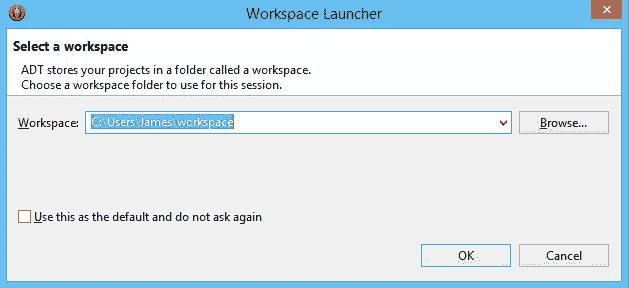 Workspace Launcher
Select a workspace
ADT stores your projects in a folder called a workspace.
Choose a workspace folder to use for this session.
Workspace: C:\Users\James\workspace Browse...
Use this as the default and do not ask again
OK Cancel